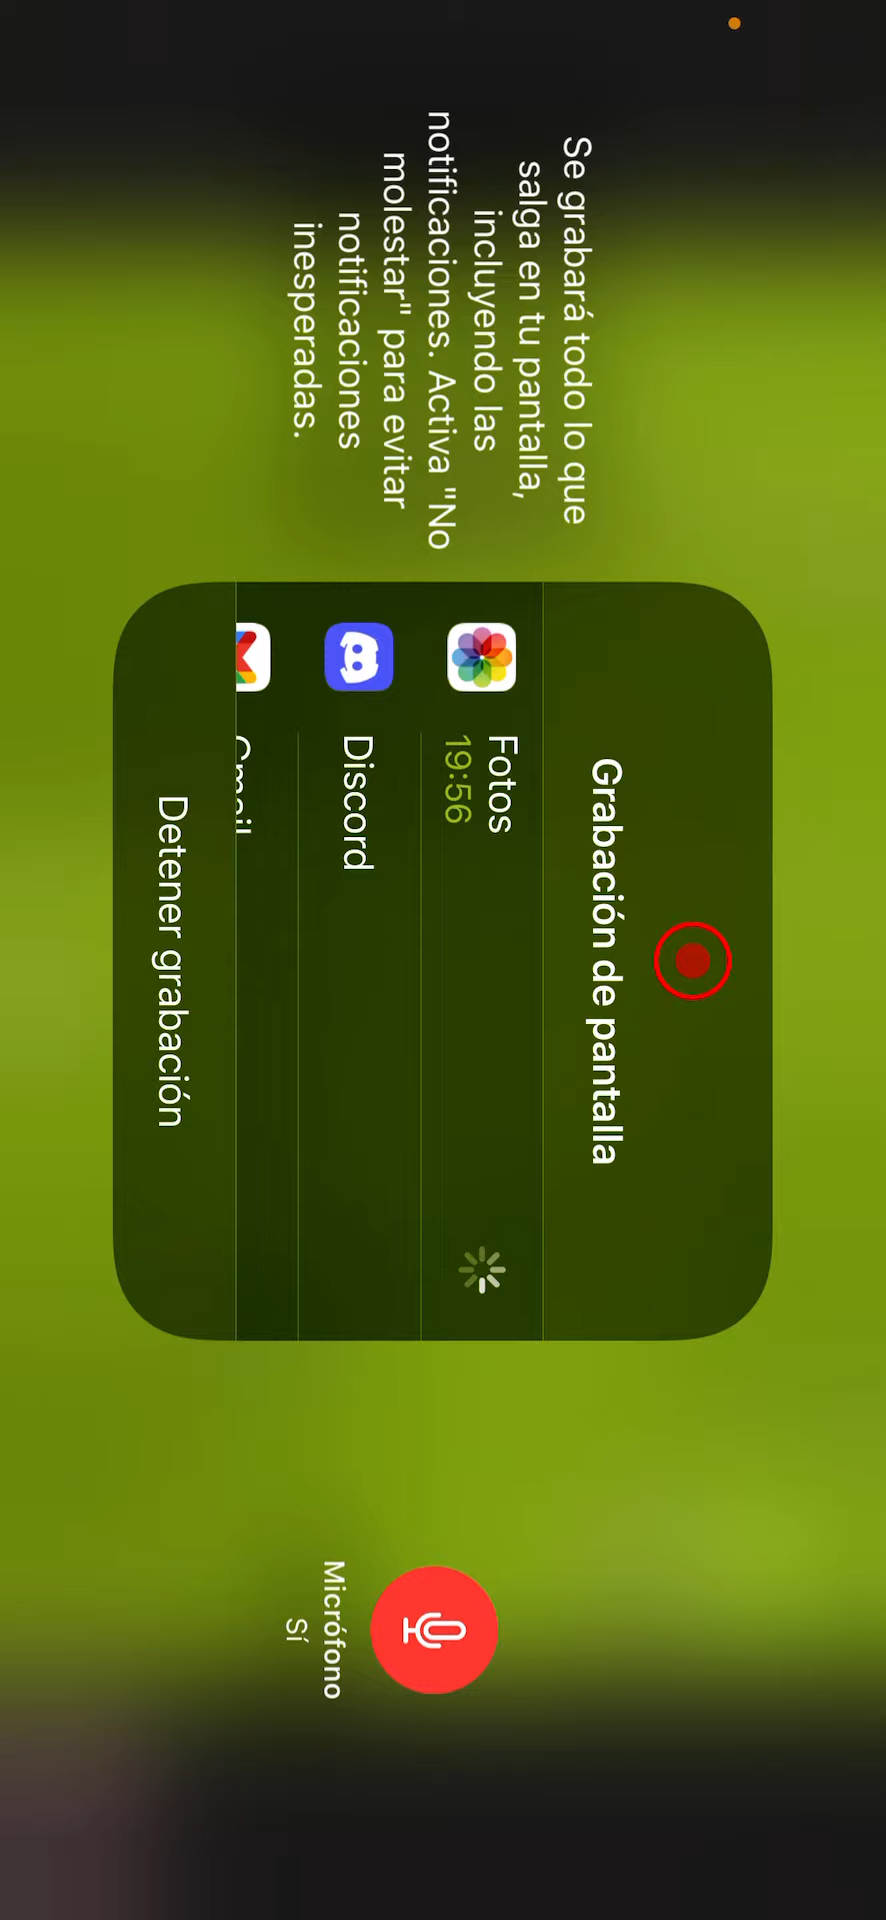 Se grabará todo lo que
salga en tu pantalla,
incluyendo las
notificaciones. Activa "No
molestar" para evitar
notificaciones
inesperadas.
Grabación de pantalla
Fotos
19:56
Discord
Gmail
Detener grabación
Micrófono
Sí